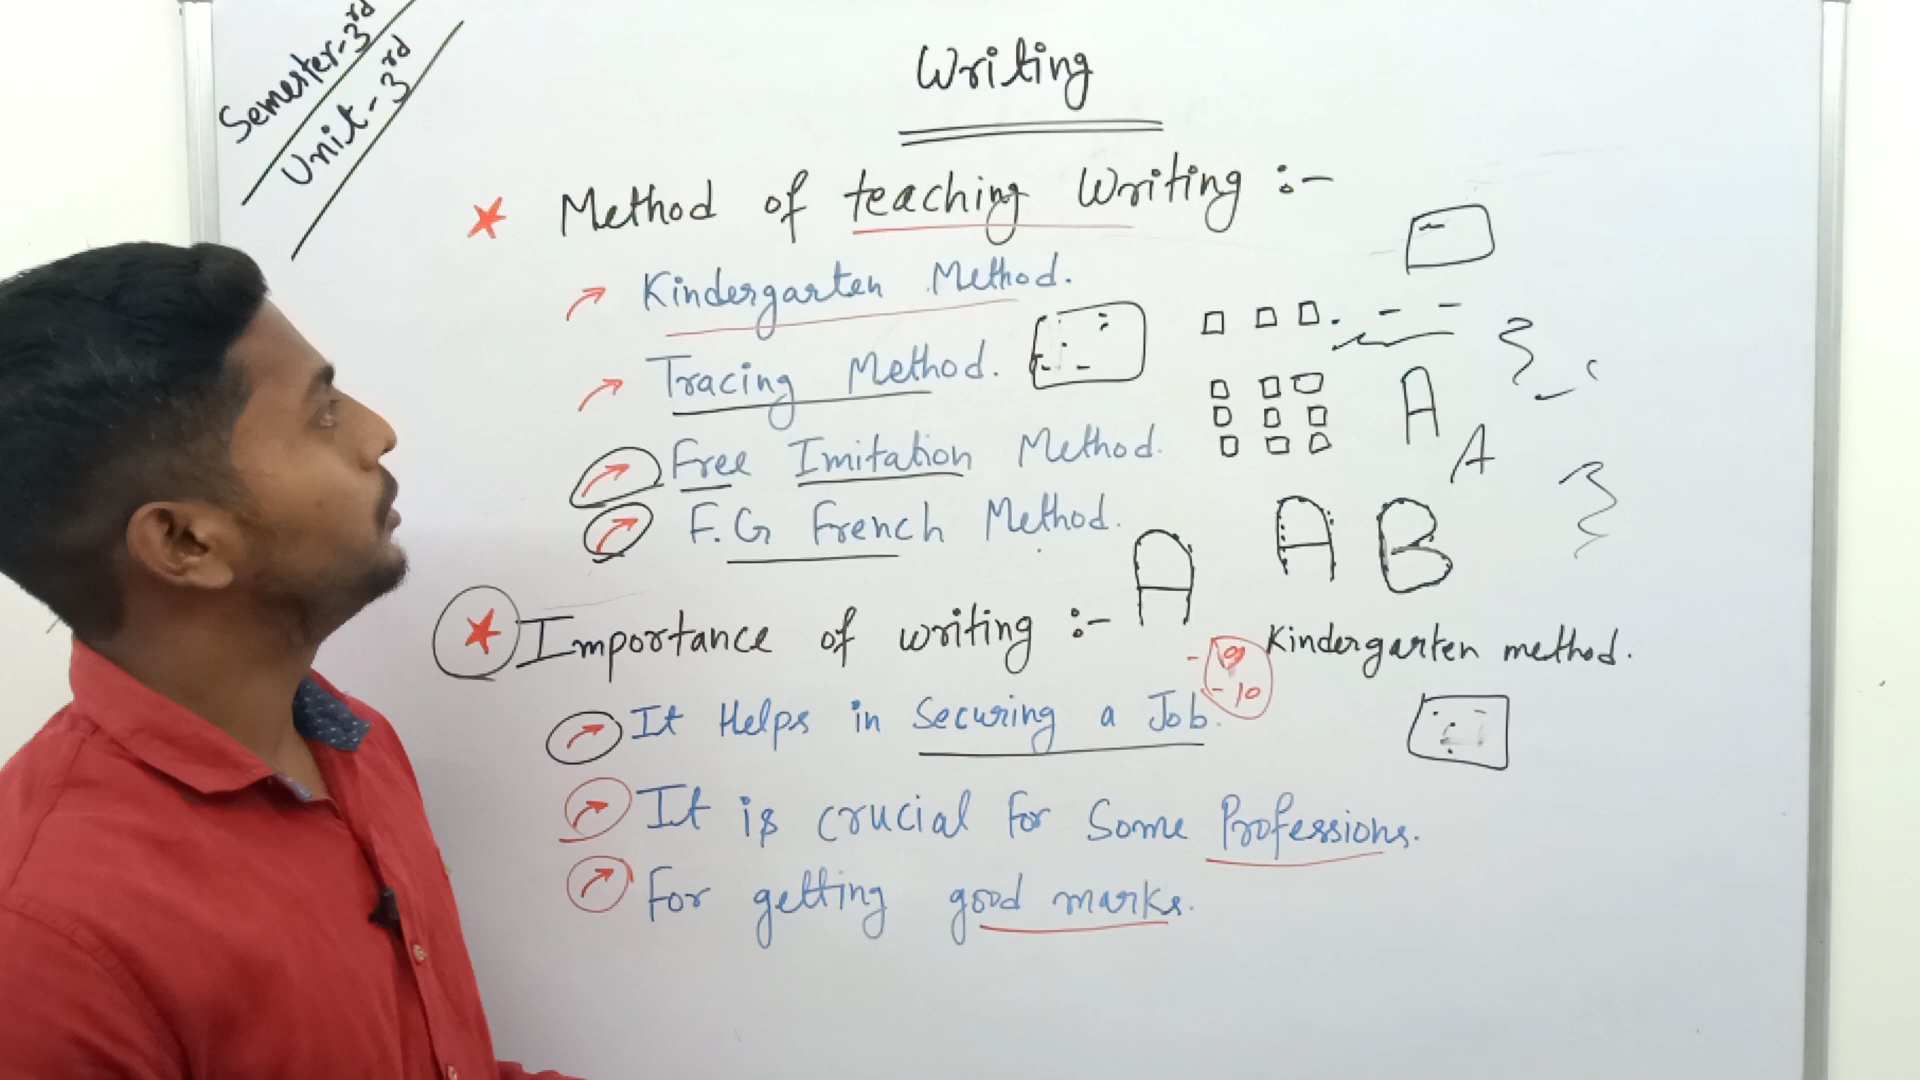 Semester-3rd
Unit-3rd
Writing
Method of teaching Writing :-
Kindergarten Method.
Tracing Method.
Free Imitation Method.
F.G French Method.
A
A
A A B
Importance of writing :-
Kindergarten method.
- 9
- 10
It Helps in Securing a Job.
It is crucial for Some Professions.
For getting good marks.